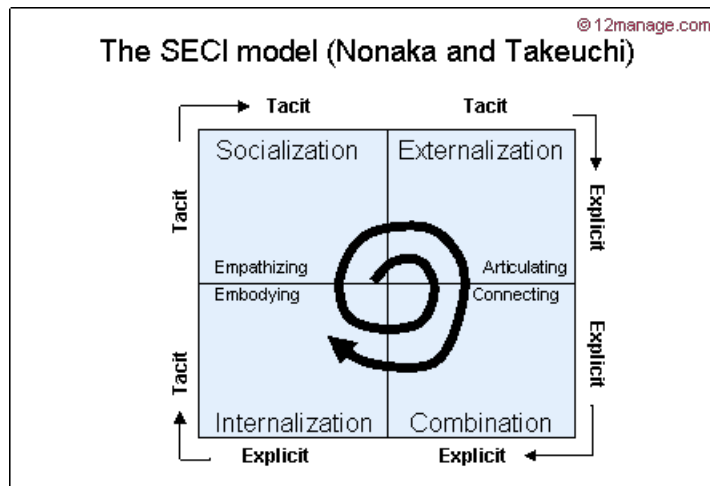 © 12manage.com
The SECI model (Nonaka and Takeuchi)
Tacit Tacit
Socialization Externalization
Tacit Explicit
Empathizing Articulating
Embodying Connecting
Tacit Explicit
Internalization Combination
Explicit Explicit